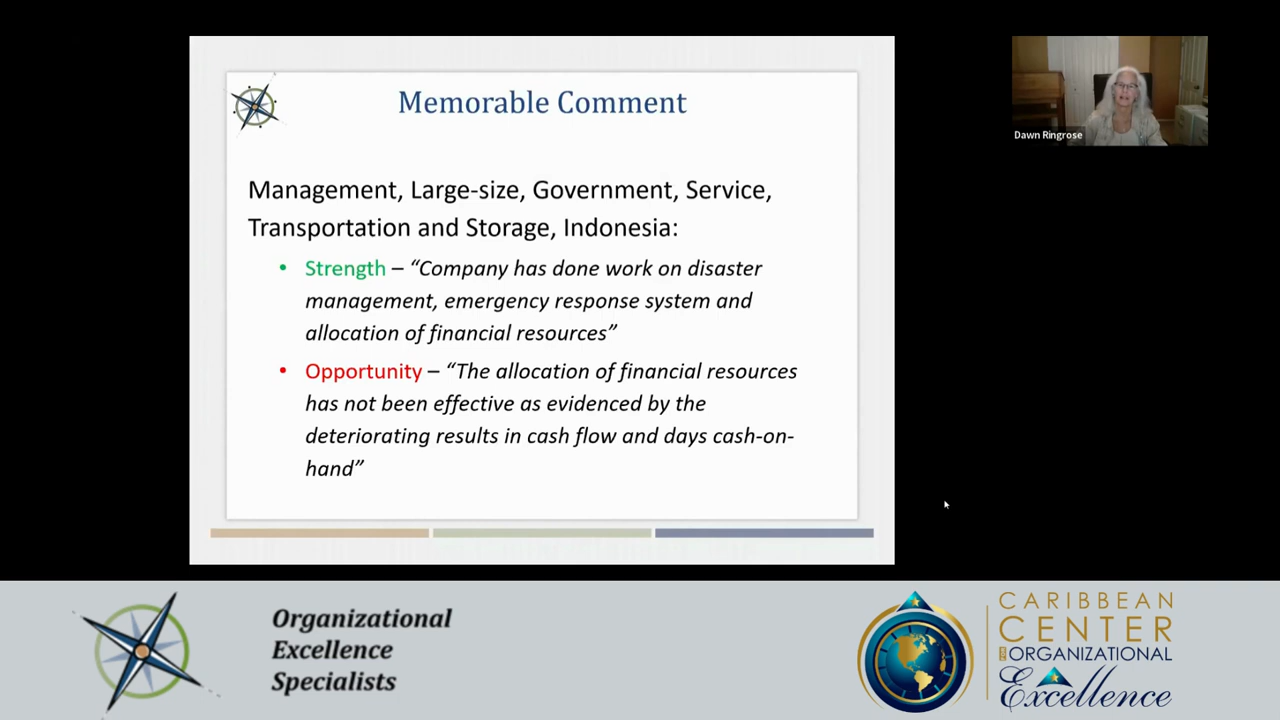 Memorable Comment
Management, Large-size, Government, Service,
Transportation and Storage, Indonesia:
• Strength – “Company has done work on disaster
management, emergency response system and
allocation of financial resources”
• Opportunity – “The allocation of financial resources
has not been effective as evidenced by the
deteriorating results in cash flow and days cash-on-
hand”
Dawn Ringrose
Organizational
Excellence
Specialists
CARIBBEAN
CENTER
FOR ORGANIZATIONAL
Excellence